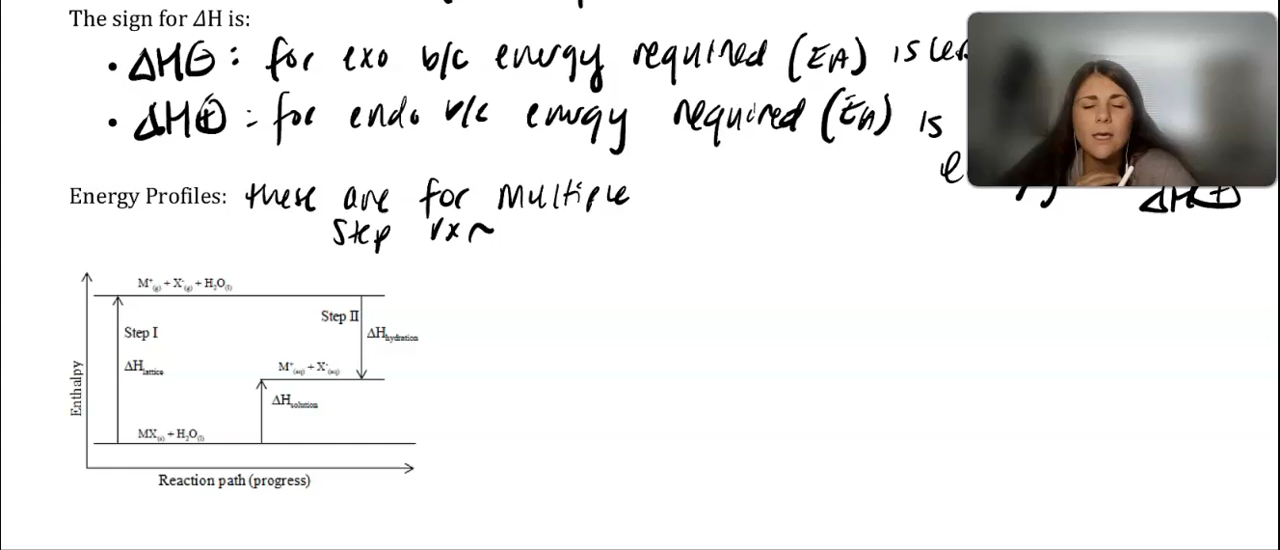 The sign for ΔH is:
• ΔH⊖ : for exo b/c energy required (EA) is
• ΔH⊕ : for endo b/c energy required (EA) is
ΔH⊕
Energy Profiles: these are for multiple
step rxn
M⁺(g) + X⁻(g) + H₂O(l)
Step I
Step II
ΔHhydration
ΔHlattice
M⁺(aq) + X⁻(aq)
ΔHsolution
Enthalpy
MX(s) + H₂O(l)
Reaction path (progress)